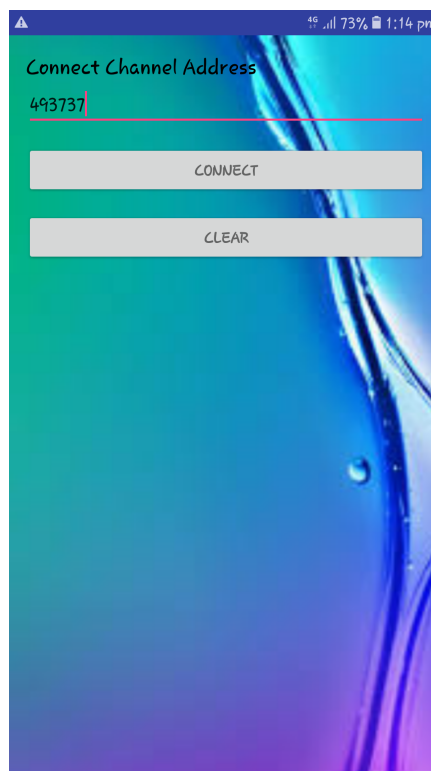 4G 73% 1:14 pm
Connect Channel Address
493737
CONNECT
CLEAR